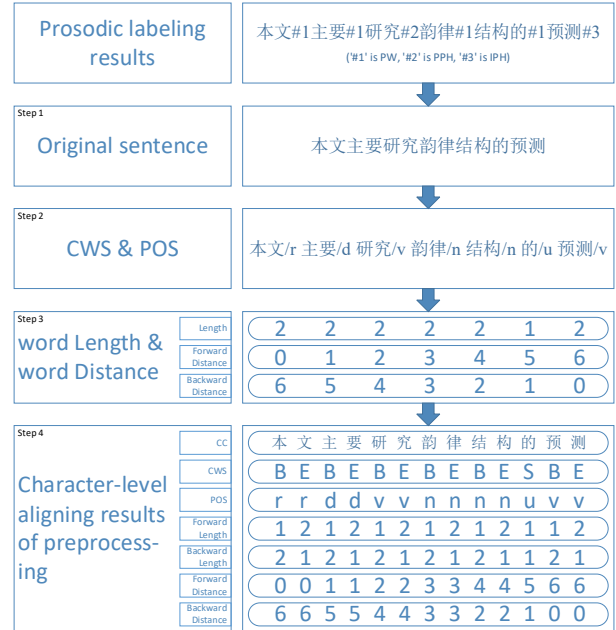 Prosodic labeling
results
本文#1主要#1研究#2韵律#1结构的#1预测#3
('#1' is PW, '#2' is PPH, '#3' is IPH)
Step 1
Original sentence
本文主要研究韵律结构的预测
Step 2
CWS & POS
本文/r 主要/d 研究/v 韵律/n 结构/n 的/u 预测/v
Step 3
word Length &
word Distance
Length
2 2 2 2 2 1 2
Forward
Distance
0 1 2 3 4 5 6
Backward
Distance
6 5 4 3 2 1 0
Step 4
Character-level
aligning results
of preprocess-
ing
CC
本 文 主 要 研 究 韵 律 结 构 的 预 测
CWS
B E B E B E B E B E S B E
POS
r r d d v v n n n n u v v
Forward
Length
1 2 1 2 1 2 1 2 1 2 1 1 2
Backward
Length
2 1 2 1 2 1 2 1 2 1 1 2 1
Forward
Distance
0 0 1 1 2 2 3 3 4 4 5 6 6
Backward
Distance
6 6 5 5 4 4 3 3 2 2 1 0 0